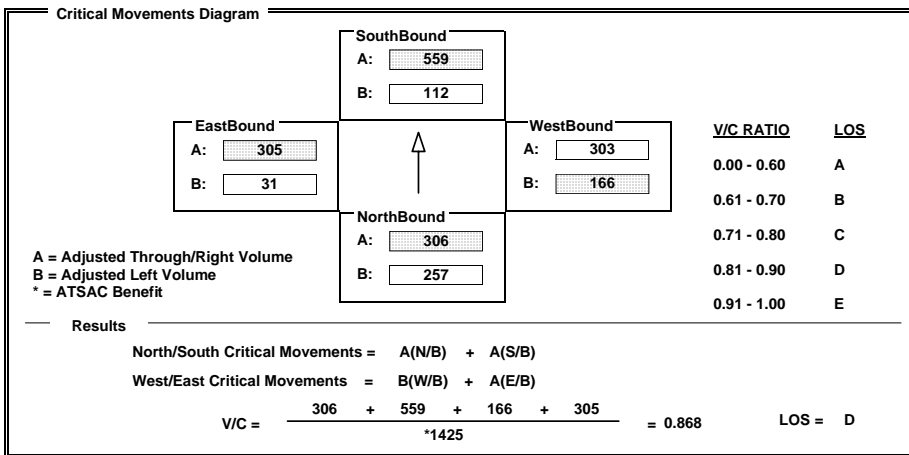 Critical Movements Diagram
SouthBound
A: 559
B: 112
EastBound
A: 305
B: 31
WestBound
A: 303
B: 166
NorthBound
A: 306
B: 257
V/C RATIO LOS
0.00 - 0.60 A
0.61 - 0.70 B
0.71 - 0.80 C
0.81 - 0.90 D
0.91 - 1.00 E
A = Adjusted Through/Right Volume
B = Adjusted Left Volume
* = ATSAC Benefit
Results
North/South Critical Movements = A(N/B) + A(S/B)
West/East Critical Movements = B(W/B) + A(E/B)
V/C = 306 + 559 + 166 + 305 = 0.868 LOS = D
*1425